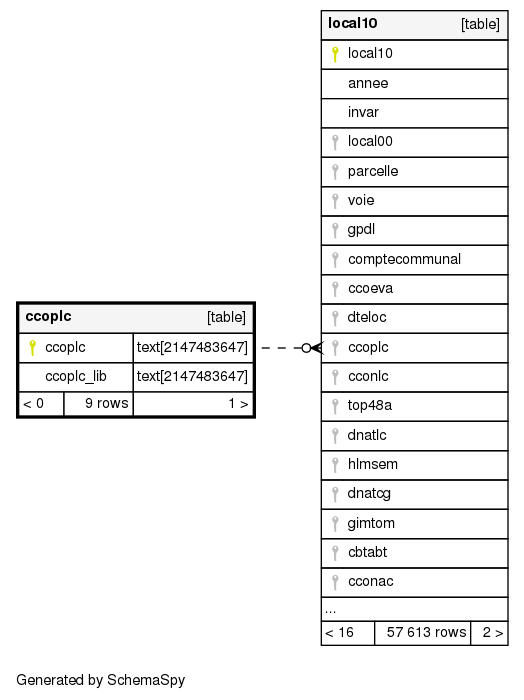 local10 [table]
local10
annee
invar
local00
parcelle
voie
gpdl
comptecommunal
ccoeva
dteloc
ccoplc
cconlc
top48a
dnatlc
hlmsem
dnatcg
gimtom
cbtabt
cconac
...
< 16 57 613 rows 2 >
ccoplc [table]
ccoplc text[2147483647]
ccoplc_lib text[2147483647]
< 0 9 rows 1 >
Generated by SchemaSpy